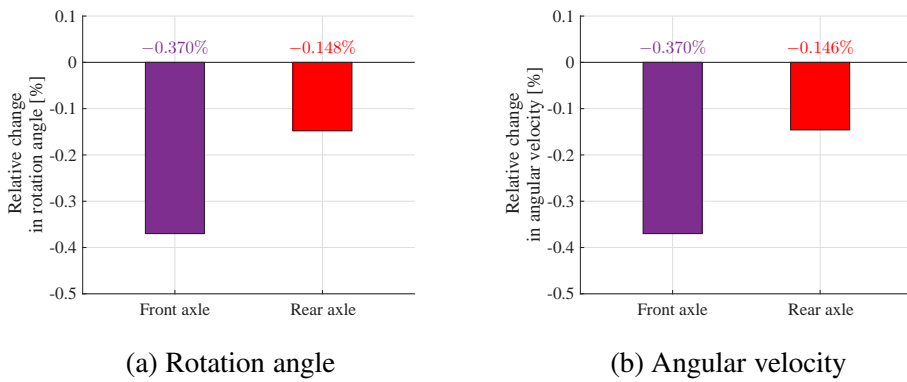 0.1
0
-0.1
-0.2
-0.3
-0.4
-0.5
Relative change
in rotation angle [%]
−0.370%
−0.148%
Front axle
Rear axle
(a) Rotation angle
0.1
0
-0.1
-0.2
-0.3
-0.4
-0.5
Relative change
in angular velocity [%]
−0.370%
−0.146%
Front axle
Rear axle
(b) Angular velocity